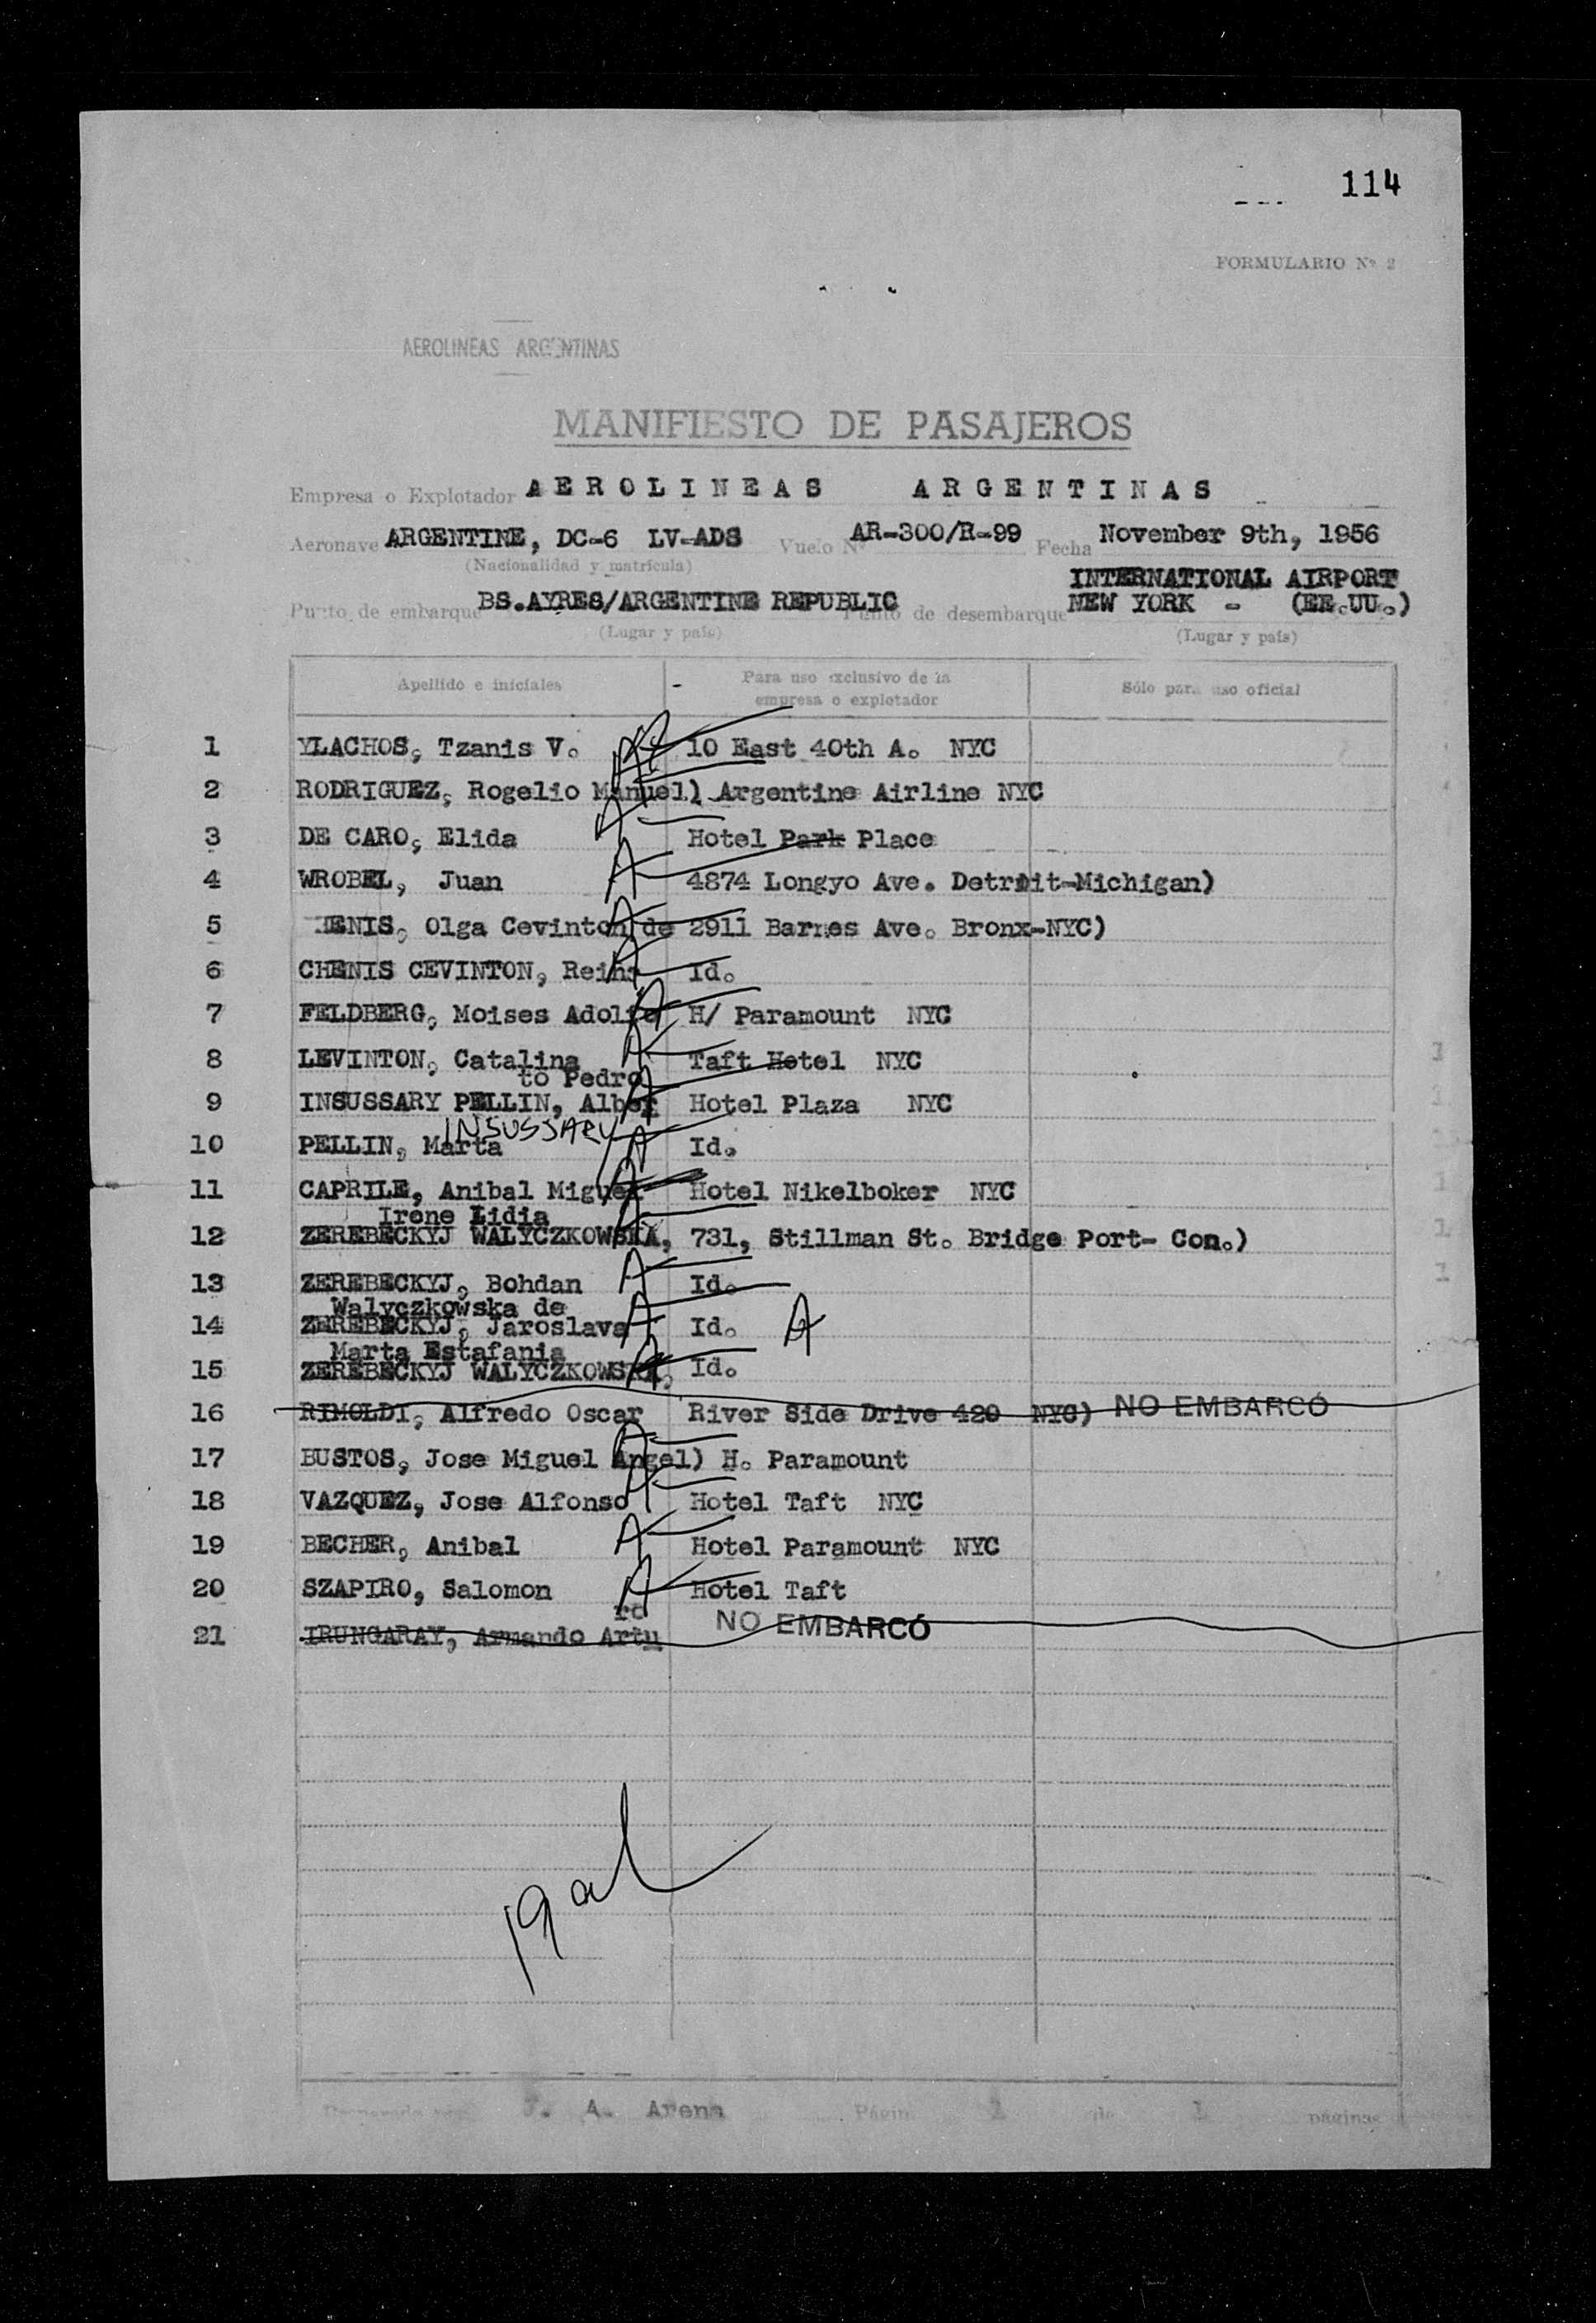 114
FORMULARIO Nº 2
AEROLINEAS ARGENTINAS
MANIFIESTO DE PASAJEROS
Empresa o Explotador AEROLINEAS ARGENTINAS
Aeronave ARGENTINE, DC-6 LV-ADS Vuelo Nº AR-300/R-99 Fecha November 9th, 1956
(Nacionalidad y matrícula)
INTERNATIONAL AIRPORT
Punto de embarque BS.AYRES/ARGENTINE REPUBLIC Punto de desembarque NEW YORK - (EE.UU.)
(Lugar y país) (Lugar y país)
Apellido e iniciales Para uso exclusivo de la empresa o explotador Sólo para uso oficial
1 YLACHOS, Tzanis V. 10 East 40th A. NYC
2 RODRIGUEZ, Rogelio Manuel) Argentine Airline NYC
3 DE CARO, Elida Hotel Park Place
4 WROBEL, Juan 4874 Longyo Ave. Detroit-Michigan)
5 HENIS, Olga Cevinton de 2911 Barnes Ave. Bronx-NYC)
6 CHENIS CEVINTON, Reina Id.
7 FELDBERG, Moises Adolfo H/ Paramount NYC
8 LEVINTON, Catalina Taft Hotel NYC
to Pedro
9 INSUSSARY PELLIN, Alber Hotel Plaza NYC
INSUSSARY
10 PELLIN, Marta Id.
11 CAPRILE, Anibal Miguel Hotel Nikelboker NYC
Irene Lidia
12 ZEREBECKYJ WALYCZKOWSKA, 731, Stillman St. Bridge Port- Con.)
13 ZEREBECKYJ, Bohdan Id.
Walyczkowska de
14 ZEREBECKYJ, Jaroslava Id. A
Marta Estafania
15 ZEREBECKYJ WALYCZKOWSKA, Id.
16 RIMOLDI, Alfredo Oscar River Side Drive 420 NYC) NO EMBARCÓ
17 BUSTOS, Jose Miguel Angel) H. Paramount
18 VAZQUEZ, Jose Alfonso Hotel Taft NYC
19 BECHER, Anibal Hotel Paramount NYC
20 SZAPIRO, Salomon Hotel Taft
ro
21 IRUNGARAY, Armando Artu NO EMBARCÓ
19 al
J. A. Arena Página 1 de 1 páginas